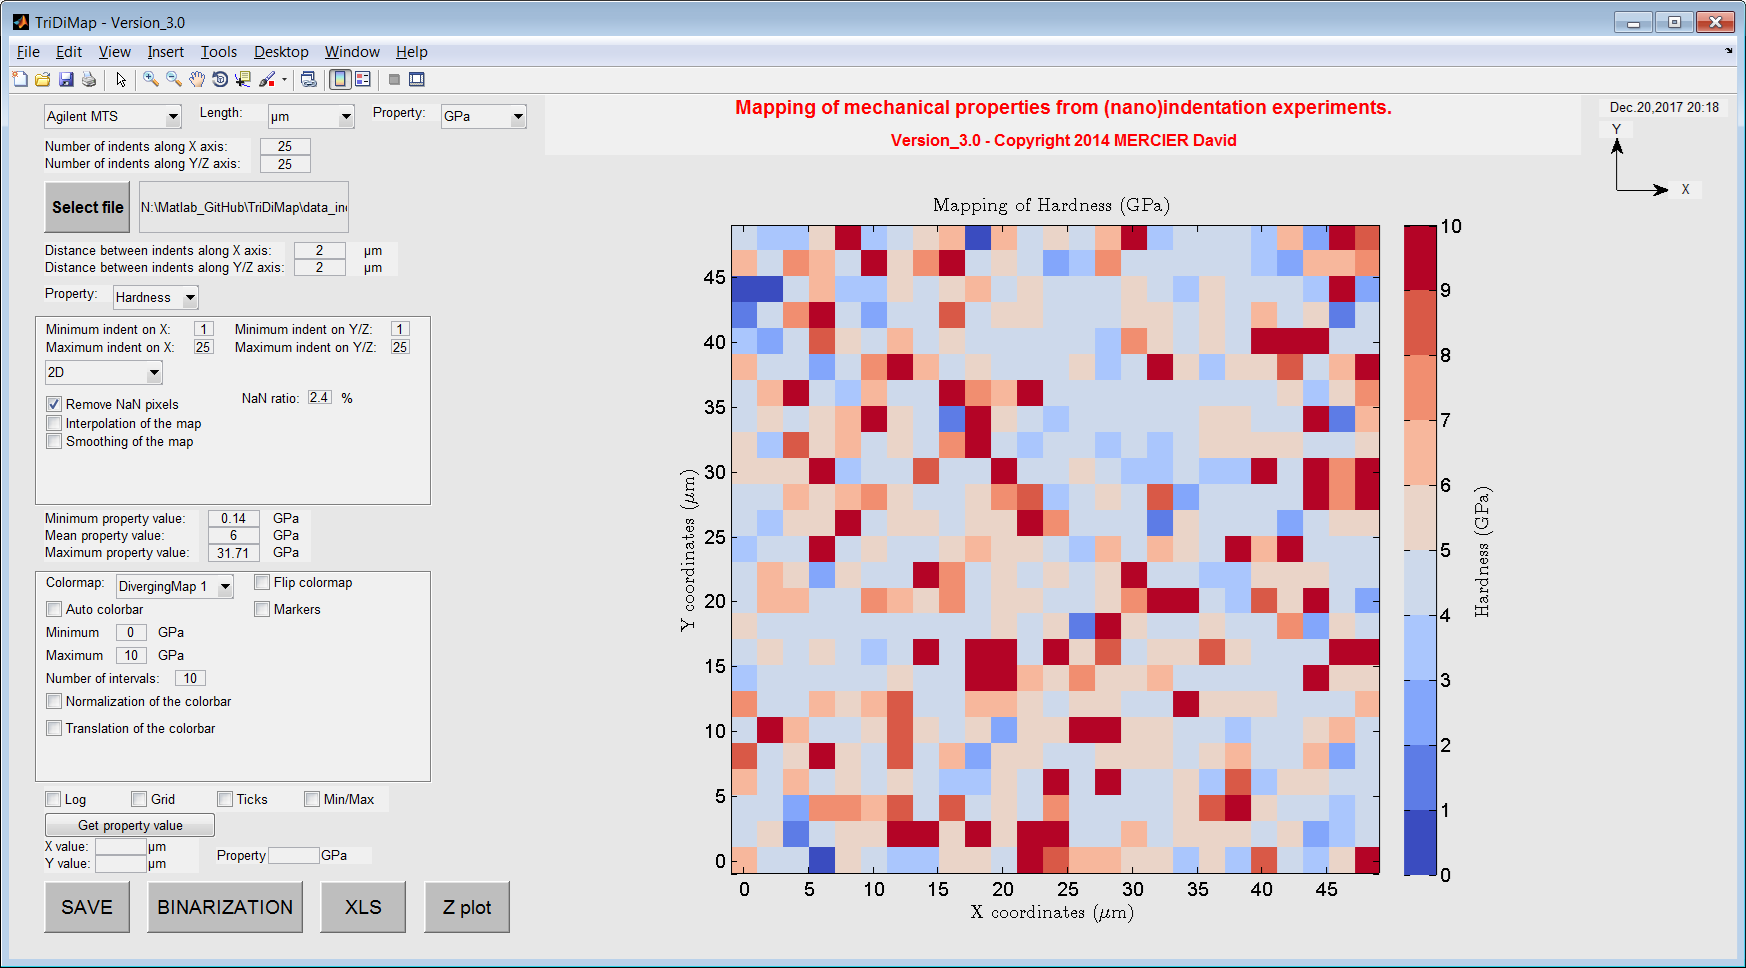 TriDiMap - Version_3.0
File Edit View Insert Tools Desktop Window Help
Agilent MTS Length: µm Property: GPa
Number of indents along X axis: 25
Number of indents along Y/Z axis: 25
Select file N:\Matlab_GitHub\TriDiMap\data_in
Distance between indents along X axis: 2 µm
Distance between indents along Y/Z axis: 2 µm
Property: Hardness
Minimum indent on X: 1 Minimum indent on Y/Z: 1
Maximum indent on X: 25 Maximum indent on Y/Z: 25
2D
NaN ratio: 2.4 %
Remove NaN pixels
Interpolation of the map
Smoothing of the map
Minimum property value: 0.14 GPa
Mean property value: 6 GPa
Maximum property value: 31.71 GPa
Colormap: DivergingMap 1 Flip colormap
Auto colorbar Markers
Minimum 0 GPa
Maximum 10 GPa
Number of intervals: 10
Normalization of the colorbar
Translation of the colorbar
Log Grid Ticks Min/Max
Get property value
X value: µm
Y value: µm
Property GPa
SAVE BINARIZATION XLS Z plot
Mapping of mechanical properties from (nano)indentation experiments.
Version_3.0 - Copyright 2014 MERCIER David
Dec.20,2017 20:18
Y
X
Mapping of Hardness (GPa)
45
40
35
30
25
20
15
10
5
0
Y coordinates (µm)
0 5 10 15 20 25 30 35 40 45
X coordinates (µm)
10
9
8
7
6
5
4
3
2
1
0
Hardness (GPa)